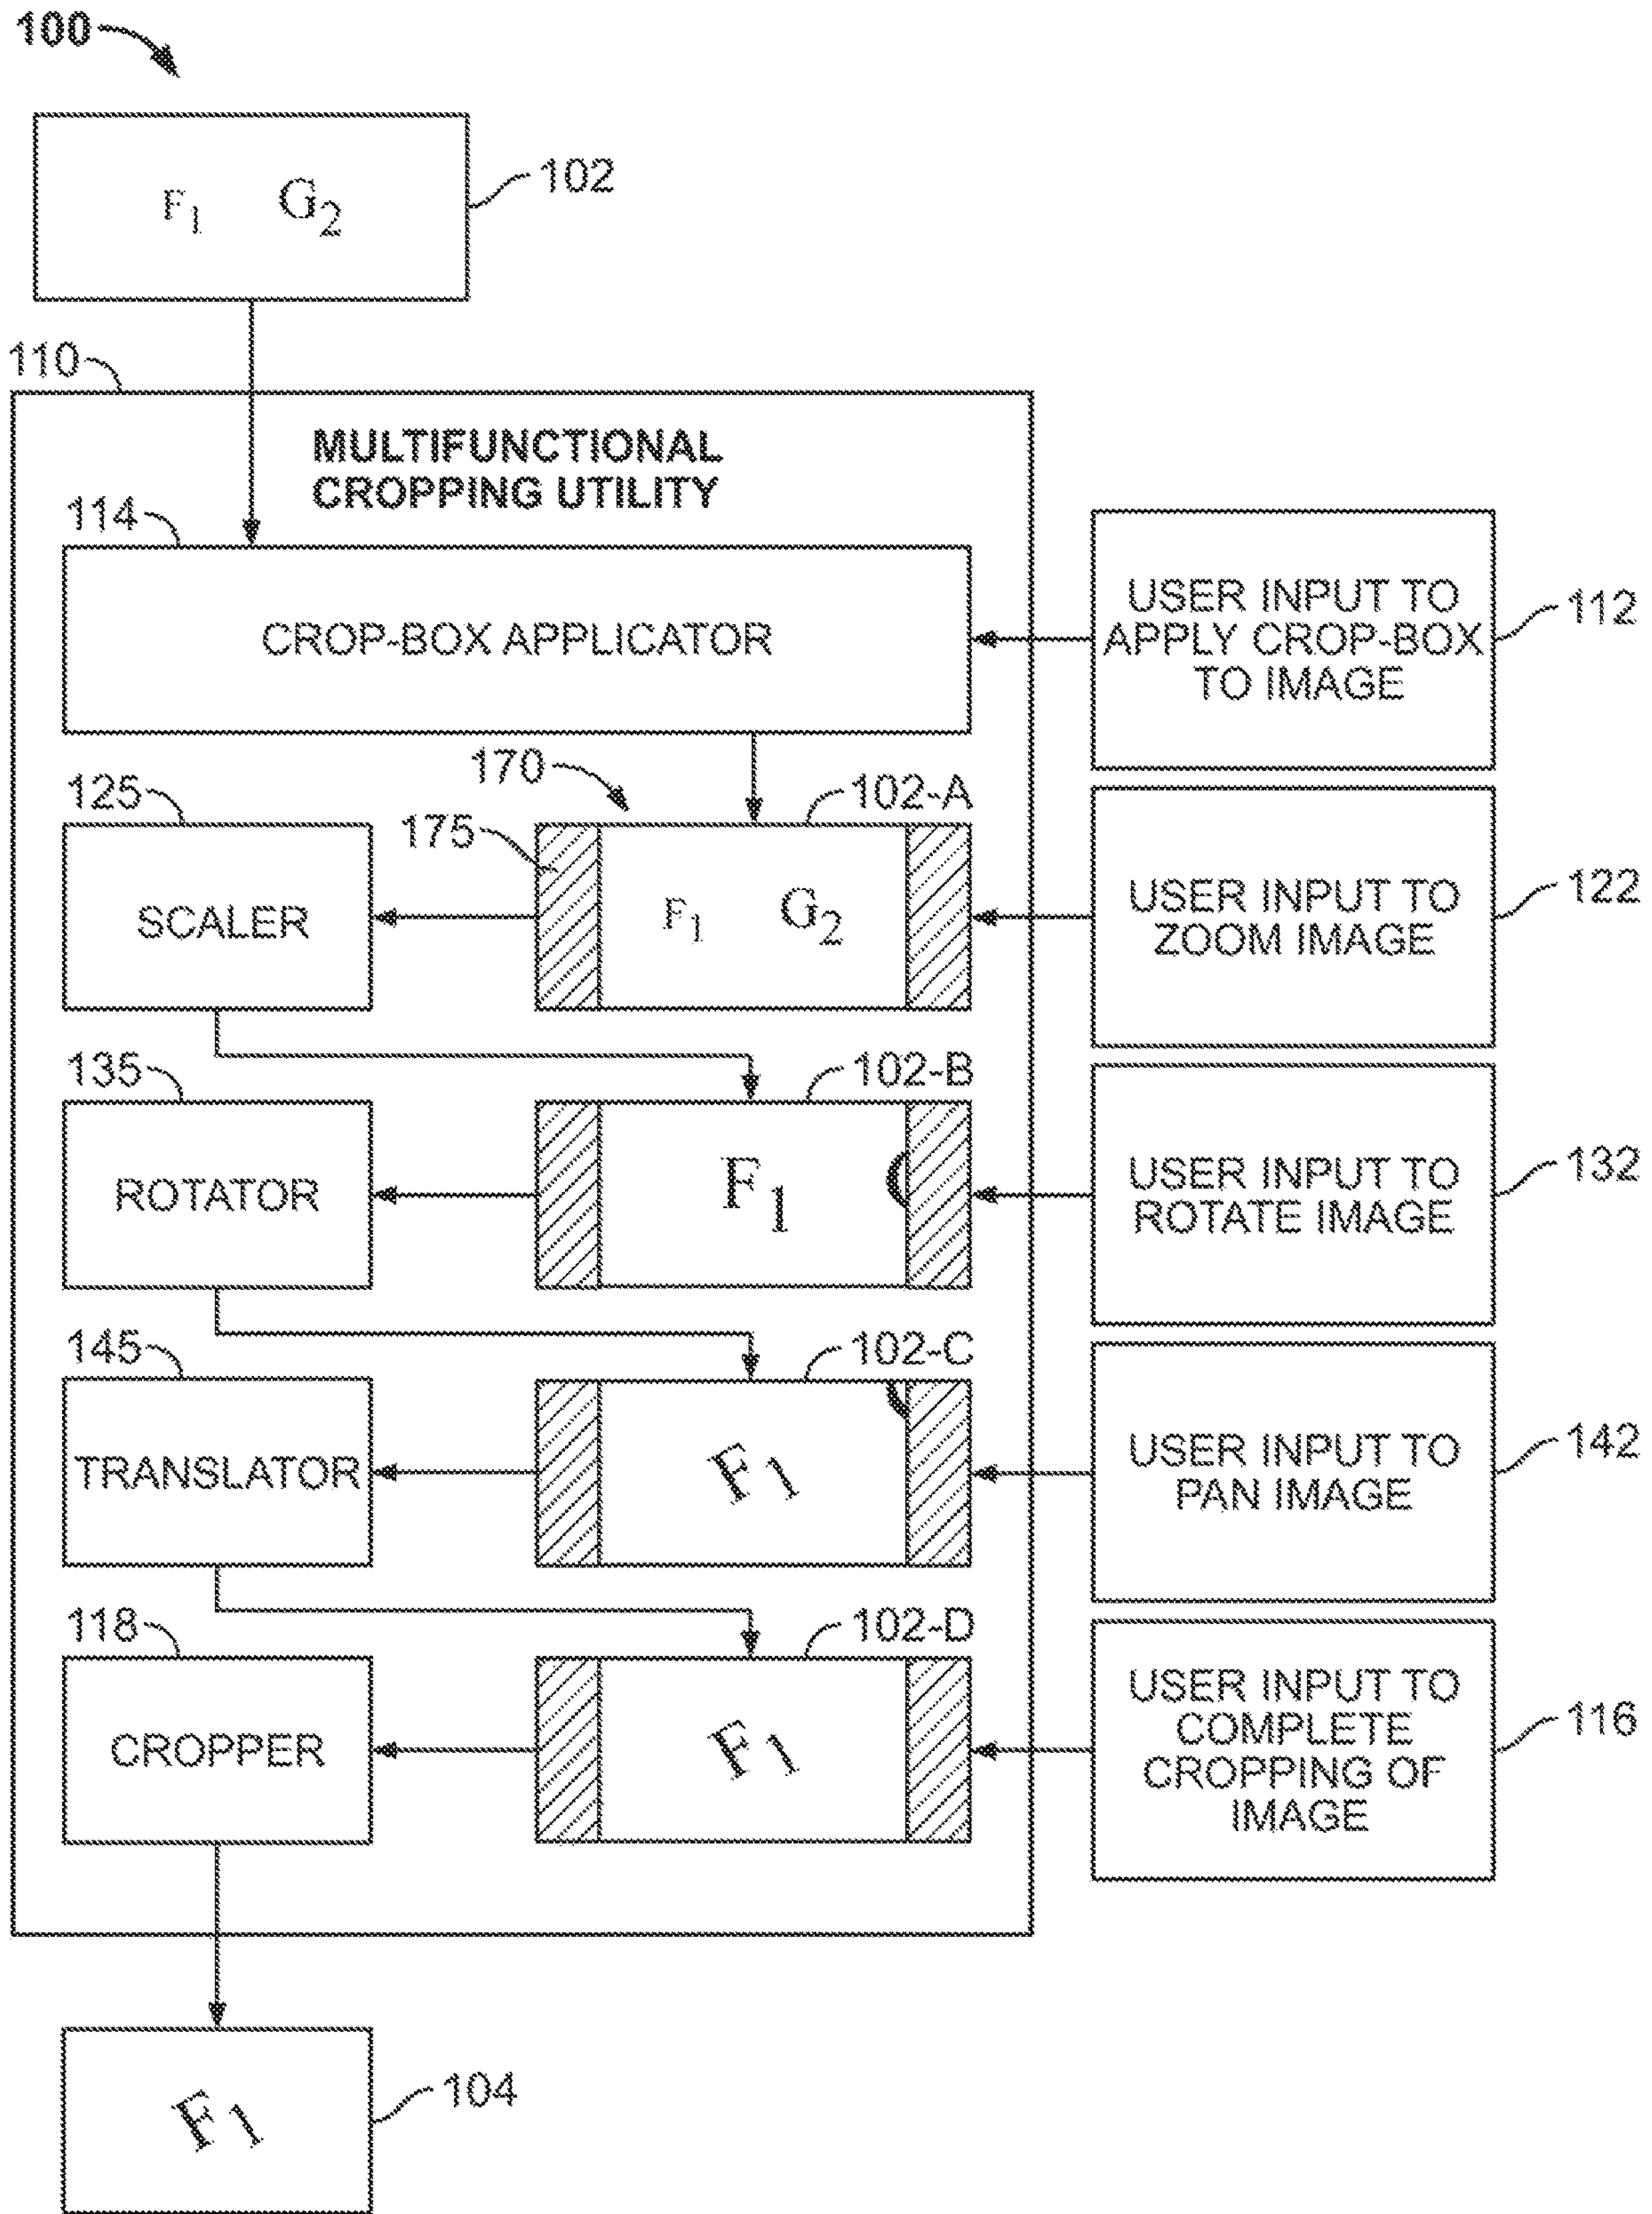 100
F1 G2
102
110
MULTIFUNCTIONAL
CROPPING UTILITY
114
CROP-BOX APPLICATOR
USER INPUT TO
APPLY CROP-BOX
TO IMAGE
112
170
102-A
125
175
SCALER
F1 G2
USER INPUT TO
ZOOM IMAGE
122
135
102-B
ROTATOR
F1
USER INPUT TO
ROTATE IMAGE
132
145
102-C
TRANSLATOR
F1
USER INPUT TO
PAN IMAGE
142
118
102-D
CROPPER
F1
USER INPUT TO
COMPLETE
CROPPING OF
IMAGE
116
F1
104